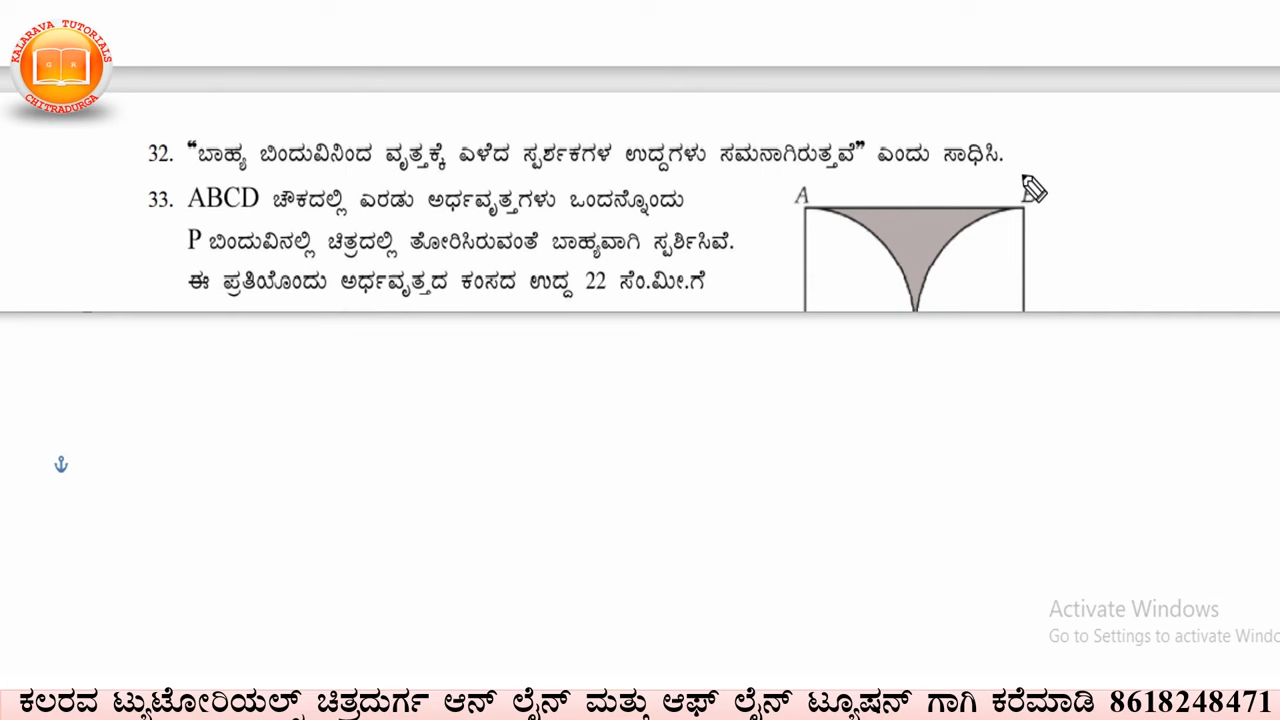 KALARAVA TUTORIALS
G K
CHITRADURGA
32. “ಬಾಹ್ಯ ಬಿಂದುವಿನಿಂದ ವೃತ್ತಕ್ಕೆ ಎಳೆದ ಸ್ಪರ್ಶಕಗಳ ಉದ್ದಗಳು ಸಮನಾಗಿರುತ್ತವೆ” ಎಂದು ಸಾಧಿಸಿ.
33. ABCD ಚೌಕದಲ್ಲಿ ಎರಡು ಅರ್ಧವೃತ್ತಗಳು ಒಂದನ್ನೊಂದು
P ಬಿಂದುವಿನಲ್ಲಿ ಚಿತ್ರದಲ್ಲಿ ತೋರಿಸಿರುವಂತೆ ಬಾಹ್ಯವಾಗಿ ಸ್ಪರ್ಶಿಸಿವೆ.
ಈ ಪ್ರತಿಯೊಂದು ಅರ್ಧವೃತ್ತದ ಕಂಸದ ಉದ್ದ 22 ಸೆಂ.ಮೀ.ಗೆ
A
Activate Windows
Go to Settings to activate Windo
ಕಲರವ ಟ್ಯುಟೋರಿಯಲ್ಸ್ ಚಿತ್ರದುರ್ಗ ಆನ್ ಲೈನ್ ಮತ್ತು ಆಫ್ ಲೈನ್ ಟ್ಯೂಷನ್ ಗಾಗಿ ಕರೆಮಾಡಿ 8618248471